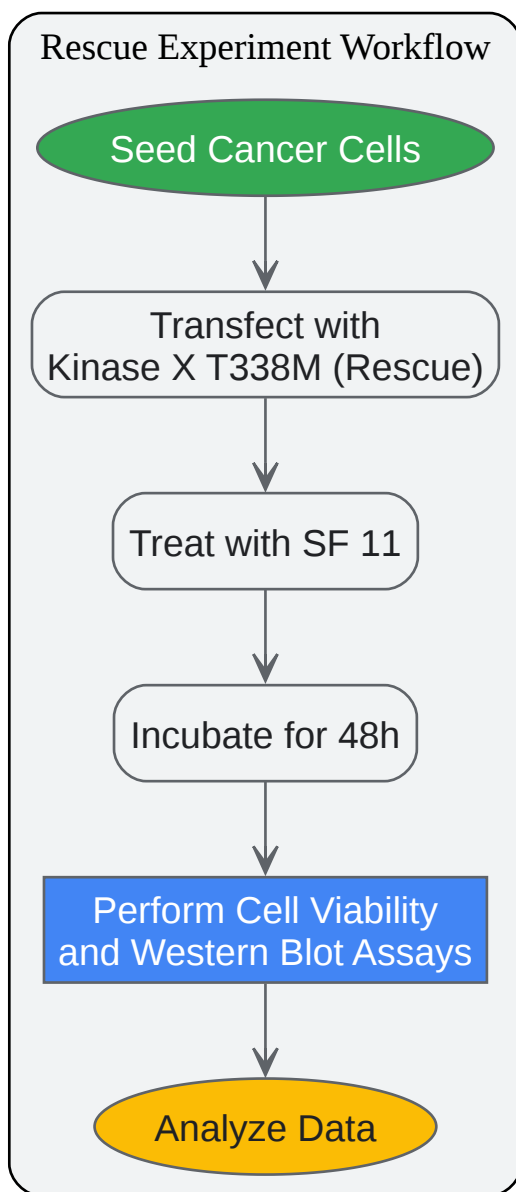 Rescue Experiment Workflow
Seed Cancer Cells
Transfect with
Kinase X T338M (Rescue)
Treat with SF 11
Incubate for 48h
Perform Cell Viability
and Western Blot Assays
Analyze Data